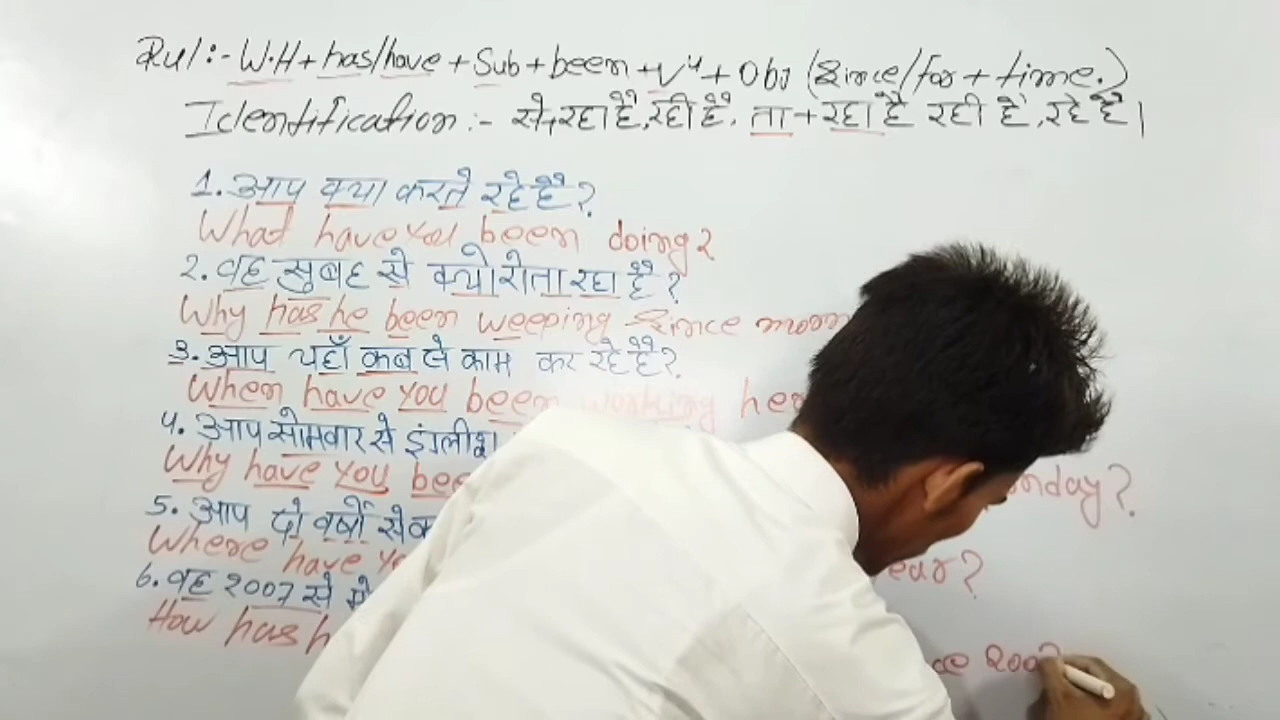 Rul:- W.H + has/have + Sub + been + V⁴ + Obj (Since/for + time.)
Identification :- से+रहा है, रही है. ता + रहा है रही है, रहे है।
1. आप क्या करते रहे है?
What have you been doing?
2. वह सुबह से क्यो रोता रहा है?
Why has he been weeping Since morn
3. आप यहाँ कब से काम कर रहे है?
When have you been working her
4. आप सोमवार से इंग्लीश
Why have you bee onday?
5. आप दो वर्षो से क
Where have yo ear?
6. वह 2007 से
How has h ce 200